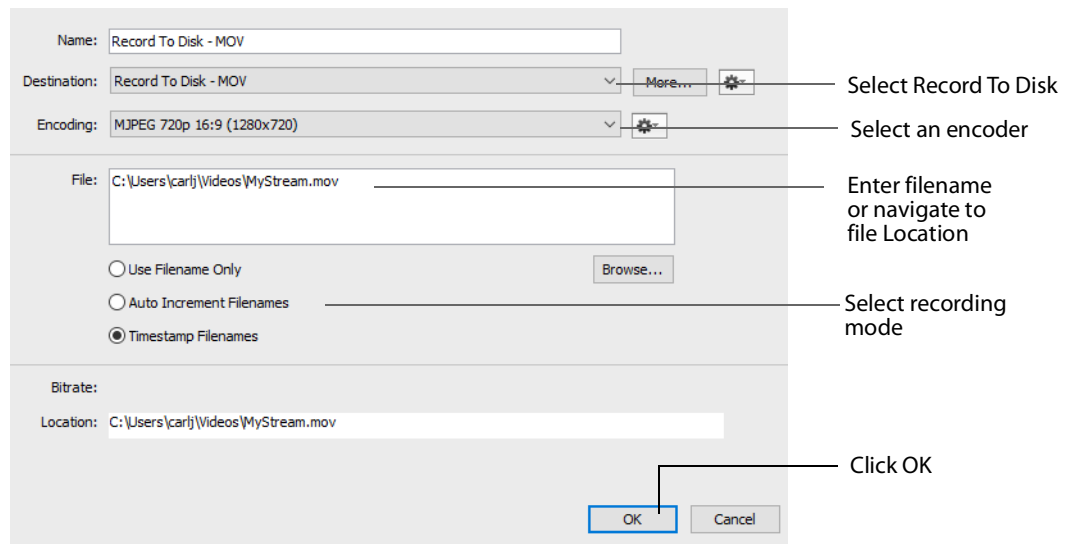 Name: Record To Disk - MOV
Destination: Record To Disk - MOV More...
Select Record To Disk
Encoding: MJPEG 720p 16:9 (1280x720)
Select an encoder
File: C:\Users\carlj\Videos\MyStream.mov
Enter filename
or navigate to
file Location
Use Filename Only Browse...
Auto Increment Filenames
Select recording
mode
Timestamp Filenames
Bitrate:
Location: C:\Users\carlj\Videos\MyStream.mov
Click OK
OK Cancel